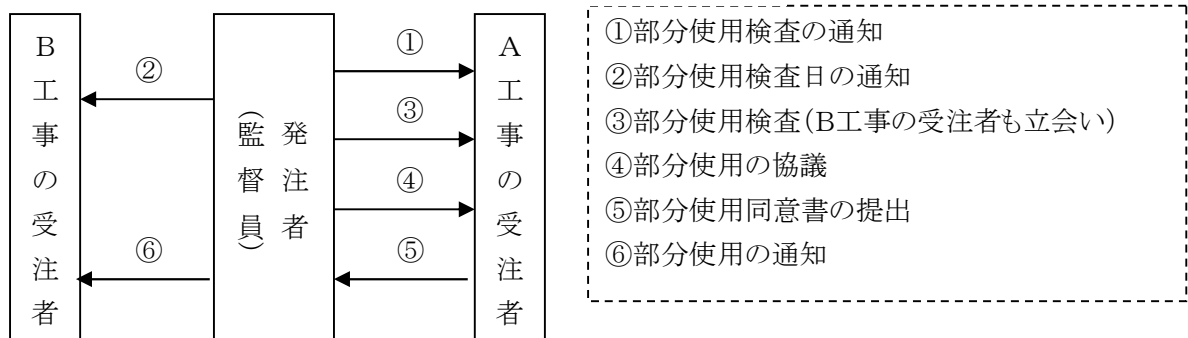 B工事の受注者
②
⑥
発注者
(監督員)
①
③
④
⑤
A工事の受注者
①部分使用検査の通知
②部分使用検査日の通知
③部分使用検査(B工事の受注者も立会い)
④部分使用の協議
⑤部分使用同意書の提出
⑥部分使用の通知